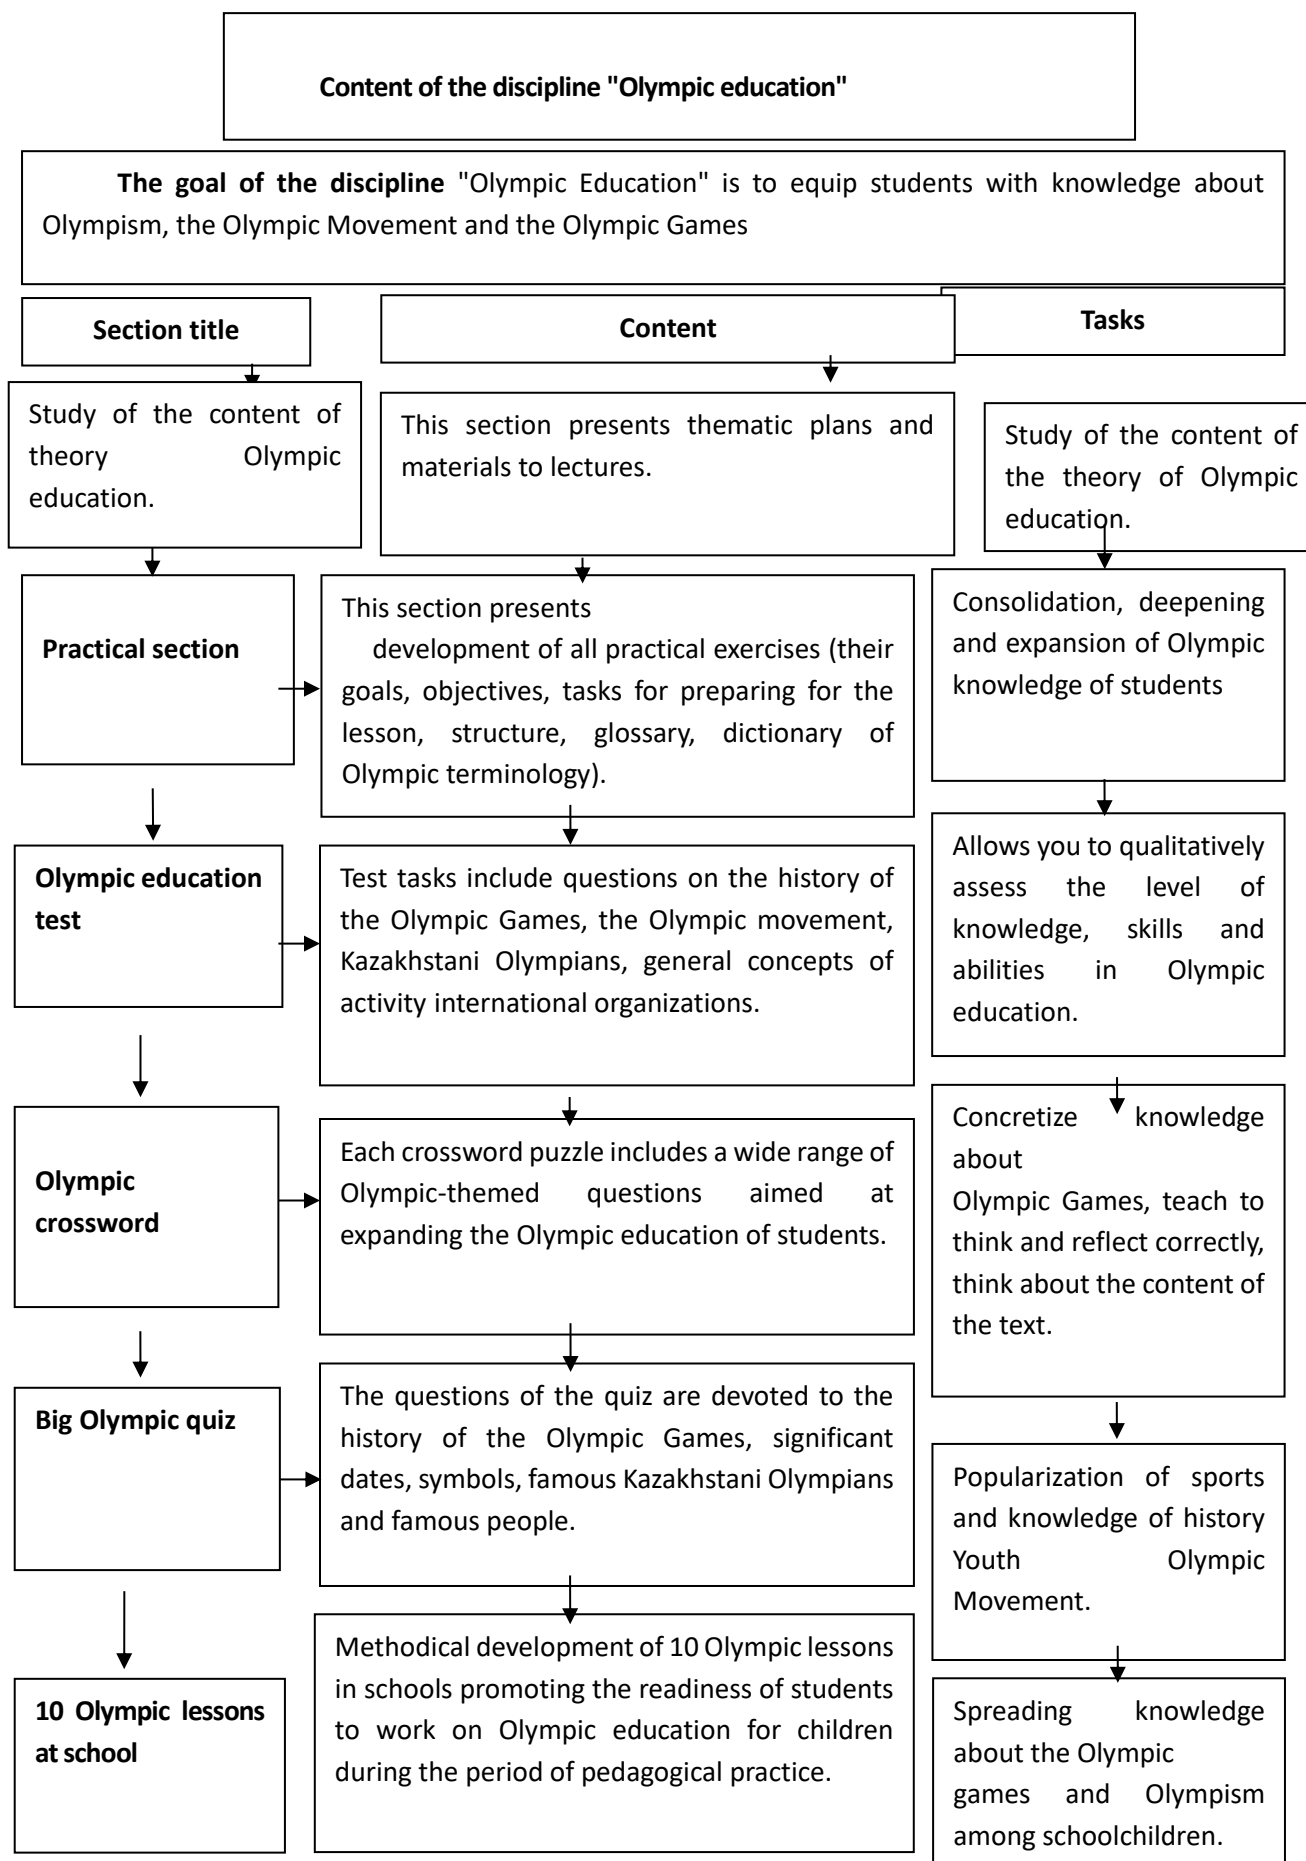 Content of the discipline "Olympic education"
The goal of the discipline "Olympic Education" is to equip students with knowledge about
Olympism, the Olympic Movement and the Olympic Games
Section title
Content
Tasks
Study of the content of
theory Olympic
education.
This section presents thematic plans and
materials to lectures.
Study of the content of
the theory of Olympic
education.
Practical section
This section presents
development of all practical exercises (their
goals, objectives, tasks for preparing for the
lesson, structure, glossary, dictionary of
Olympic terminology).
Consolidation, deepening
and expansion of Olympic
knowledge of students
Olympic education
test
Test tasks include questions on the history of
the Olympic Games, the Olympic movement,
Kazakhstani Olympians, general concepts of
activity international organizations.
Allows you to qualitatively
assess the level of
knowledge, skills and
abilities in Olympic
education.
Olympic
crossword
Each crossword puzzle includes a wide range of
Olympic-themed questions aimed at
expanding the Olympic education of students.
Concretize knowledge
about
Olympic Games, teach to
think and reflect correctly,
think about the content of
the text.
Big Olympic quiz
The questions of the quiz are devoted to the
history of the Olympic Games, significant
dates, symbols, famous Kazakhstani Olympians
and famous people.
Popularization of sports
and knowledge of history
Youth Olympic
Movement.
10 Olympic lessons
at school
Methodical development of 10 Olympic lessons
in schools promoting the readiness of students
to work on Olympic education for children
during the period of pedagogical practice.
Spreading knowledge
about the Olympic
games and Olympism
among schoolchildren.